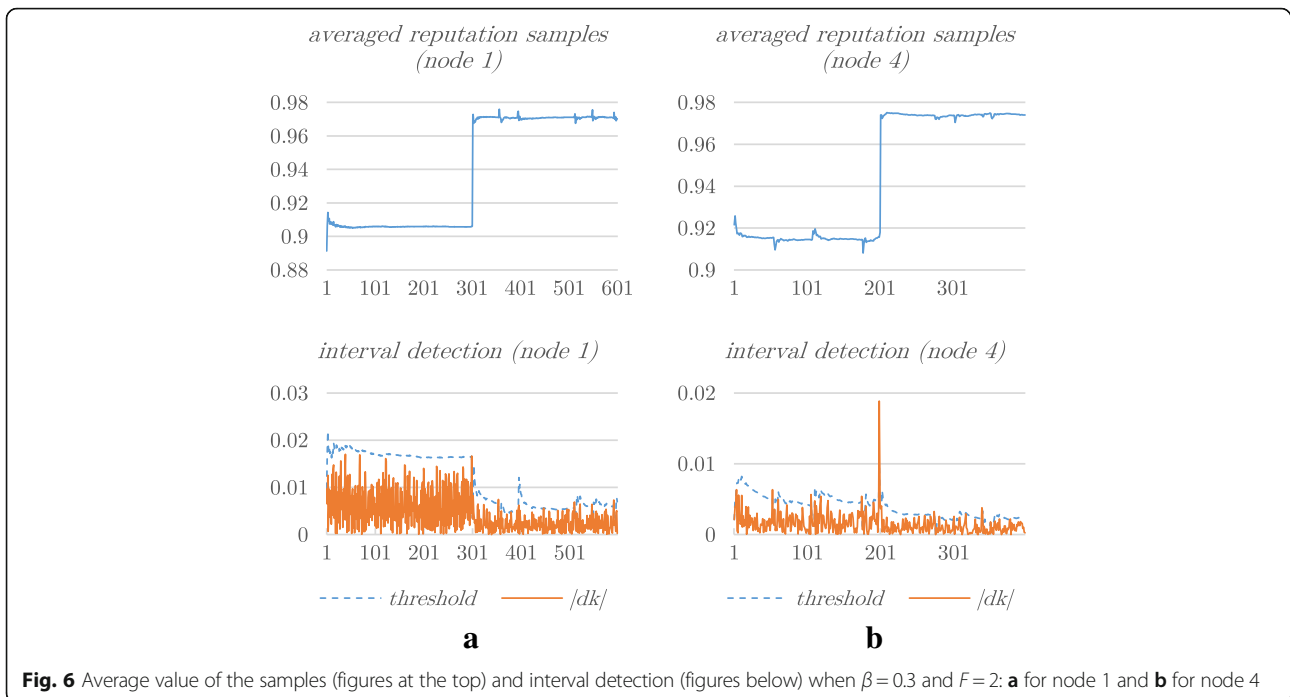 averaged reputation samples
(node 1)
0.98
0.96
0.94
0.92
0.9
0.88
1 101 201 301 401 501 601
averaged reputation samples
(node 4)
0.98
0.96
0.94
0.92
0.9
1 101 201 301
interval detection (node 1)
0.03
0.02
0.01
0
1 101 201 301 401 501
threshold |dk|
a
interval detection (node 4)
0.02
0.01
0
1 101 201 301
threshold |dk|
b
Fig. 6 Average value of the samples (figures at the top) and interval detection (figures below) when β = 0.3 and F = 2: a for node 1 and b for node 4